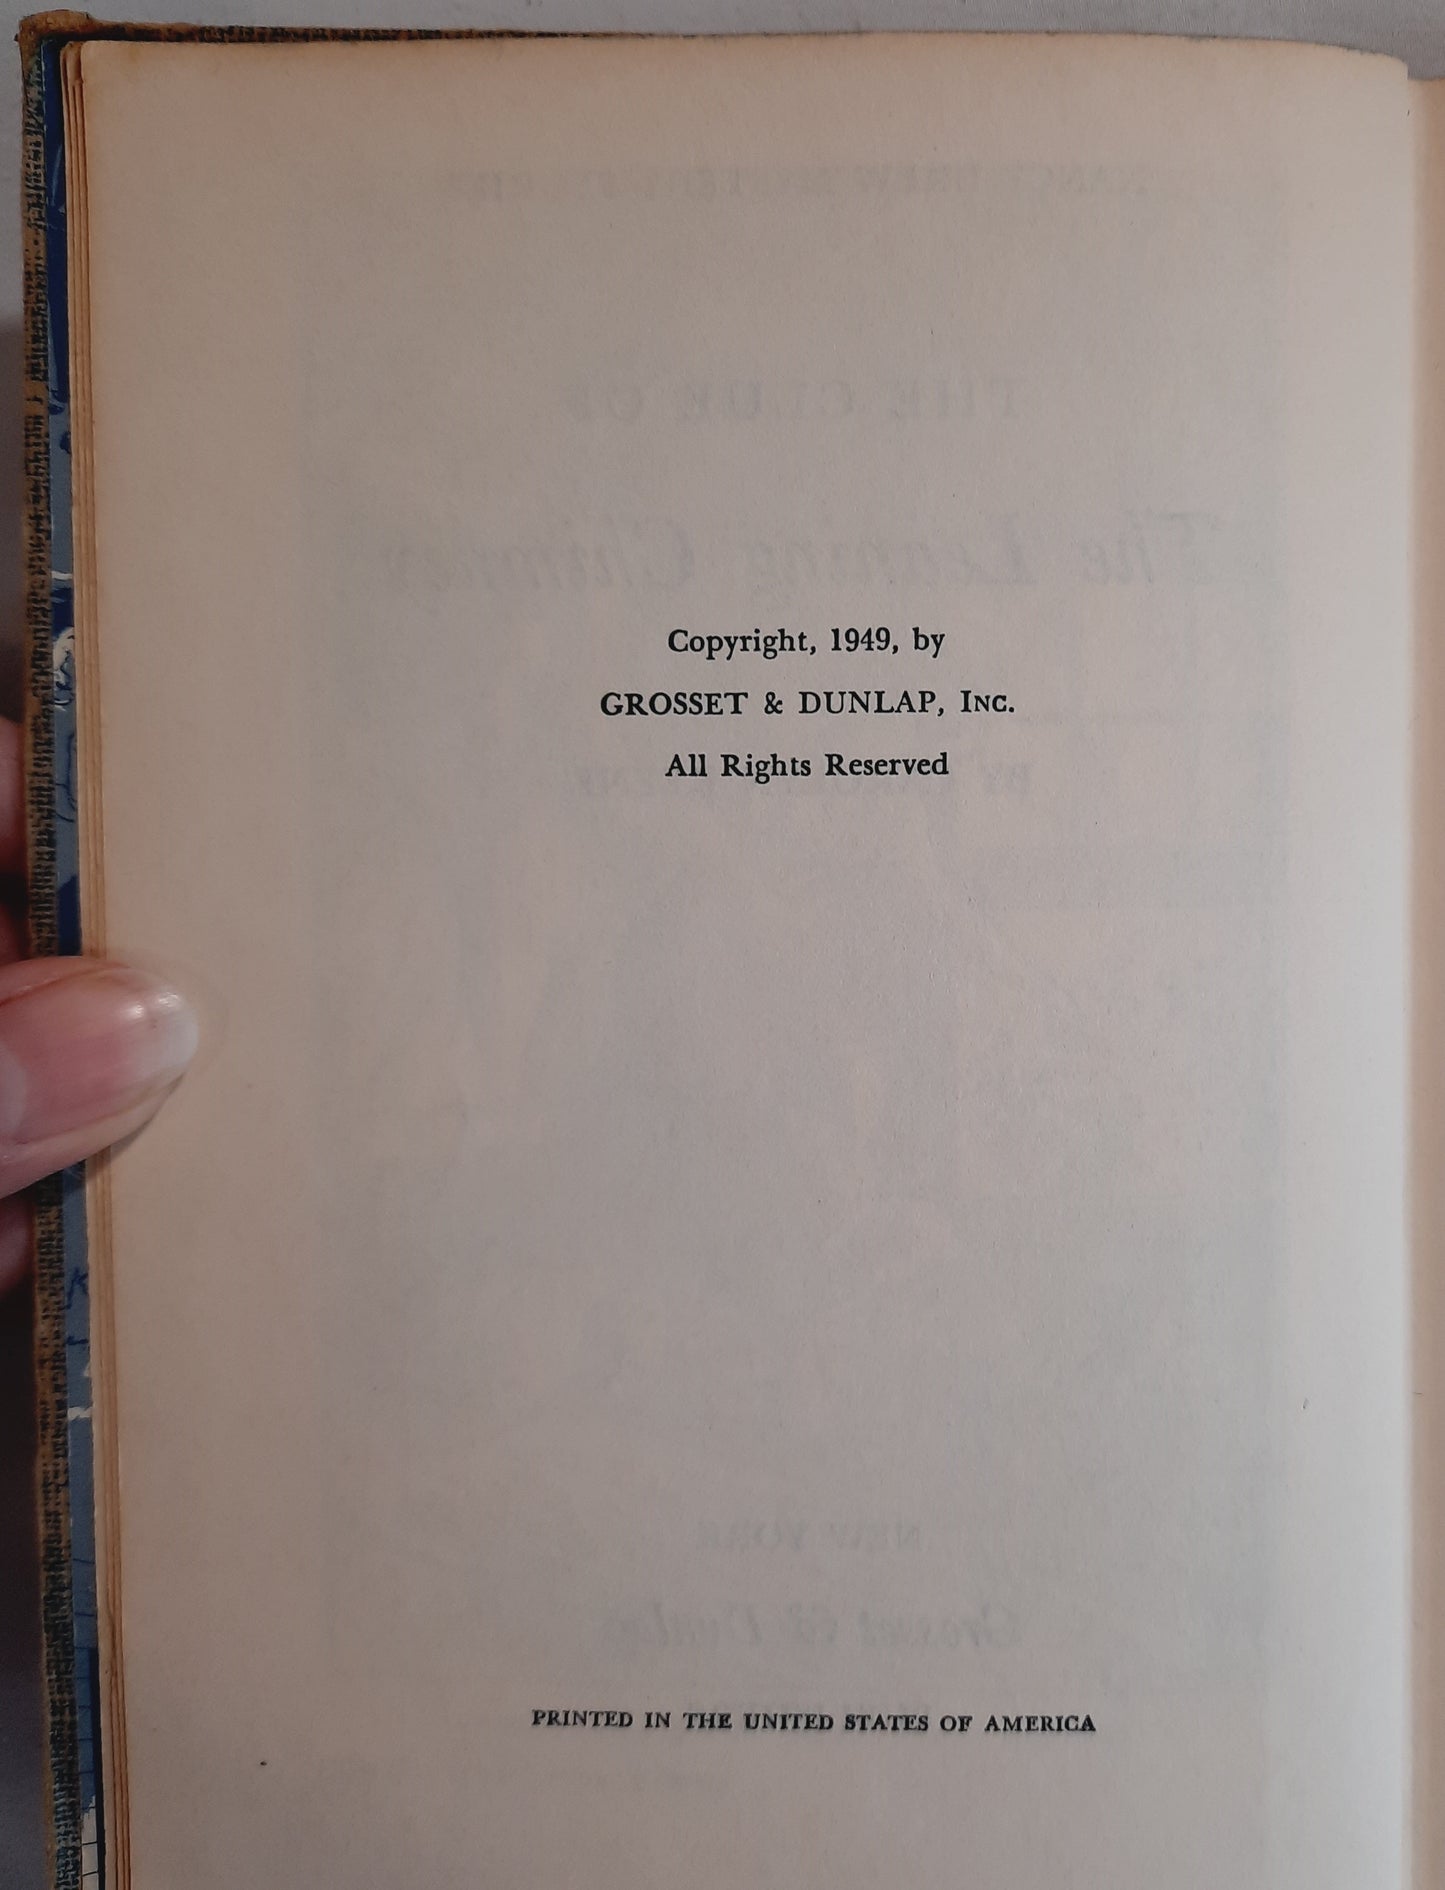 Copyright, 1949, by
GROSSET & DUNLAP, INC.
All Rights Reserved
PRINTED IN THE UNITED STATES OF AMERICA